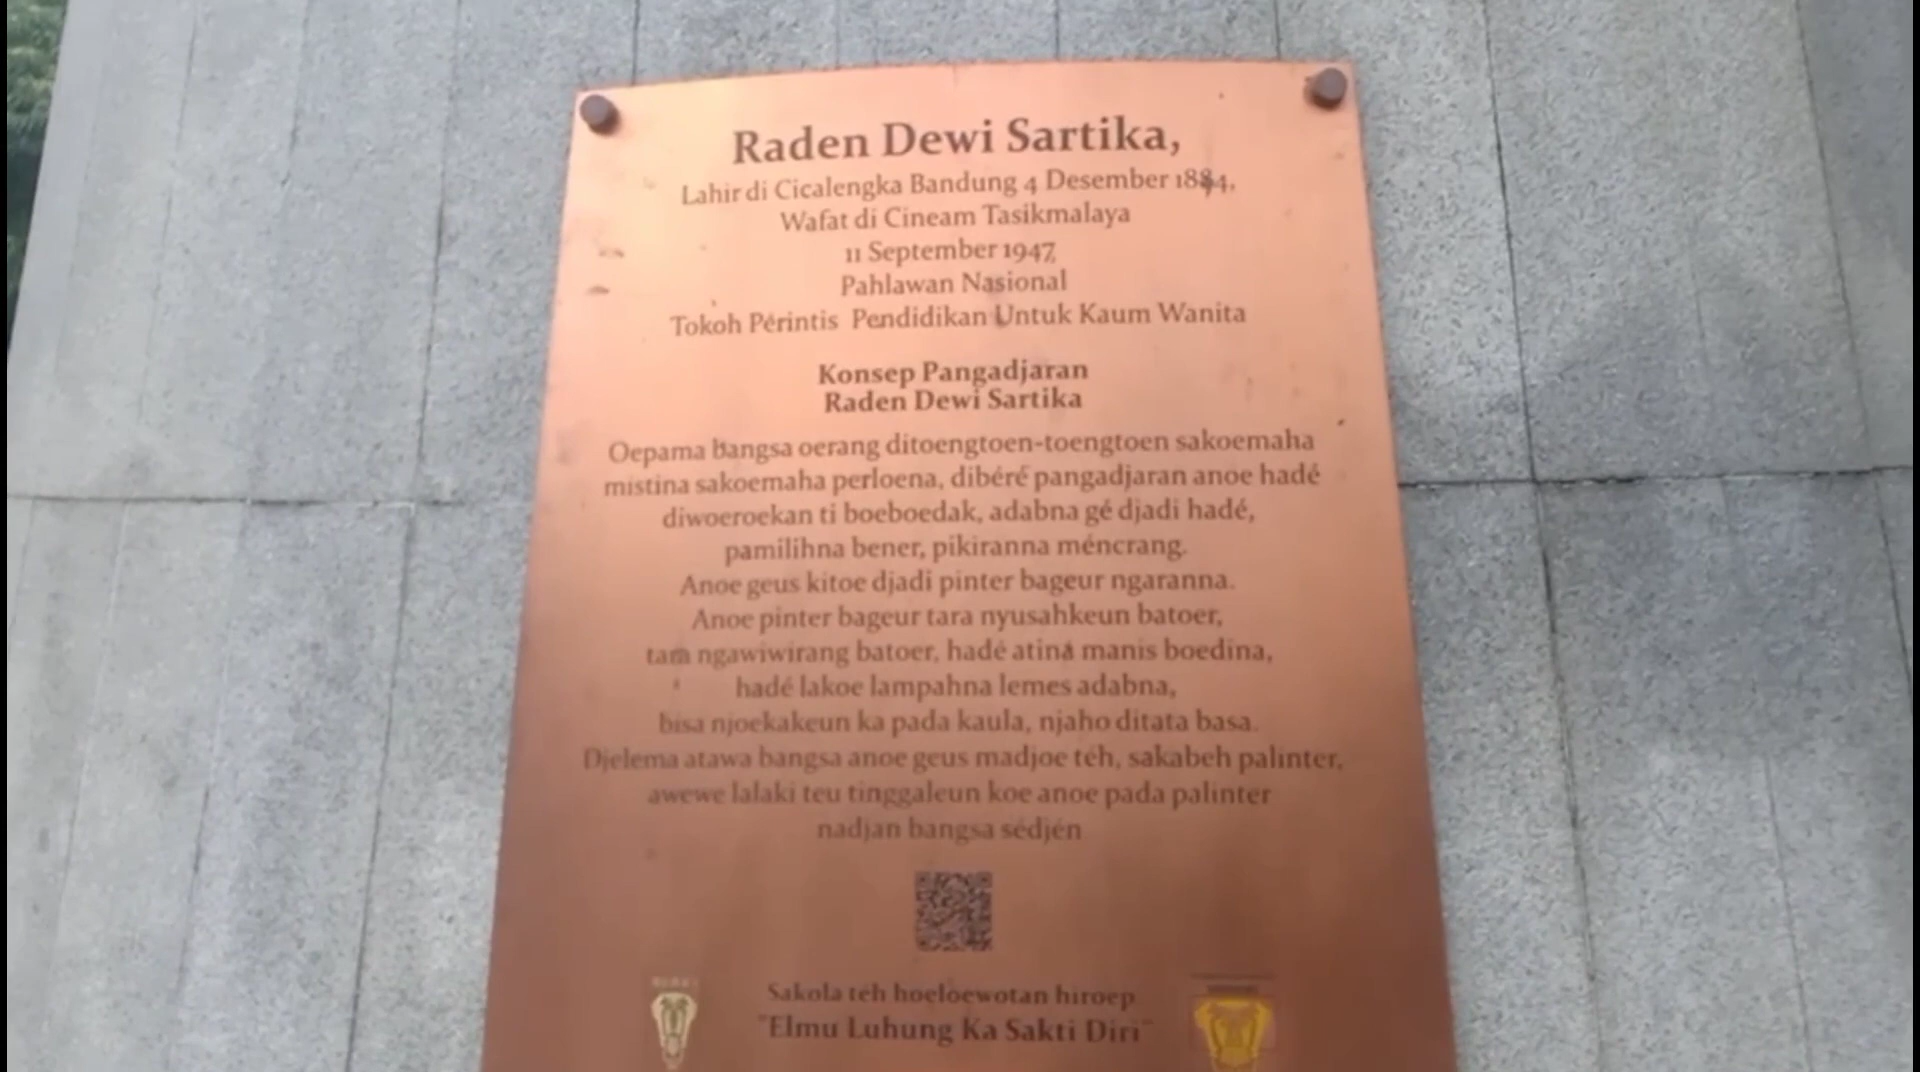 Raden Dewi Sartika,
Lahir di Cicalengka Bandung 4 Desember 1884,
Wafat di Cineam Tasikmalaya
11 September 1947
Pahlawan Nasional
Tokoh Perintis Pendidikan Untuk Kaum Wanita
Konsep Pangadjaran
Raden Dewi Sartika
Oepama bangsa oerang ditoengtoen-toengtoen sakoemaha
mistina sakoemaha perloena, dibéré pangadjaran anoe hadé
diwoeroekan ti boeboedak, adabna gé djadi hadé,
pamilihna bener, pikiranna méncrang.
Anoe geus kitoe djadi pinter bageur ngaranna.
Anoe pinter bageur tara nyusahkeun batoer,
tara ngawiwirang batoer, hadé atina manis boedina,
hadé lakoe lampahna lemes adabna,
bisa njoekakeun ka pada kaula, njaho ditata basa.
Djelema atawa bangsa anoe geus madjoe téh, sakabeh palinter,
awewe lalaki teu tinggaleun koe anoe pada palinter
nadjan bangsa sédjén
Sakola téh hoeloewotan hiroep
"Elmu Luhung Ka Sakti Diri"